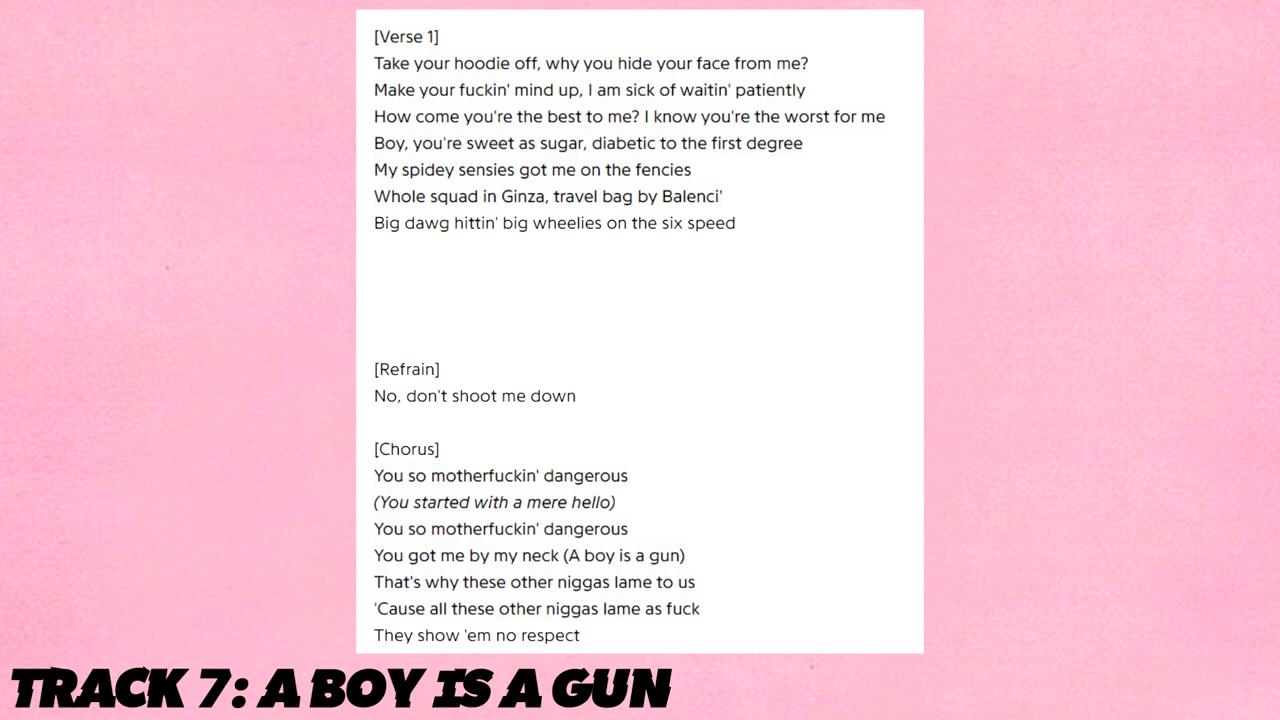 [Verse 1]
Take your hoodie off, why you hide your face from me?
Make your fuckin' mind up, I am sick of waitin' patiently
How come you're the best to me? I know you're the worst for me
Boy, you're sweet as sugar, diabetic to the first degree
My spidey sensies got me on the fencies
Whole squad in Ginza, travel bag by Balenci'
Big dawg hittin' big wheelies on the six speed
[Refrain]
No, don't shoot me down
[Chorus]
You so motherfuckin' dangerous
(You started with a mere hello)
You so motherfuckin' dangerous
You got me by my neck (A boy is a gun)
That's why these other niggas lame to us
'Cause all these other niggas lame as fuck
They show 'em no respect
TRACK 7: A BOY IS A GUN